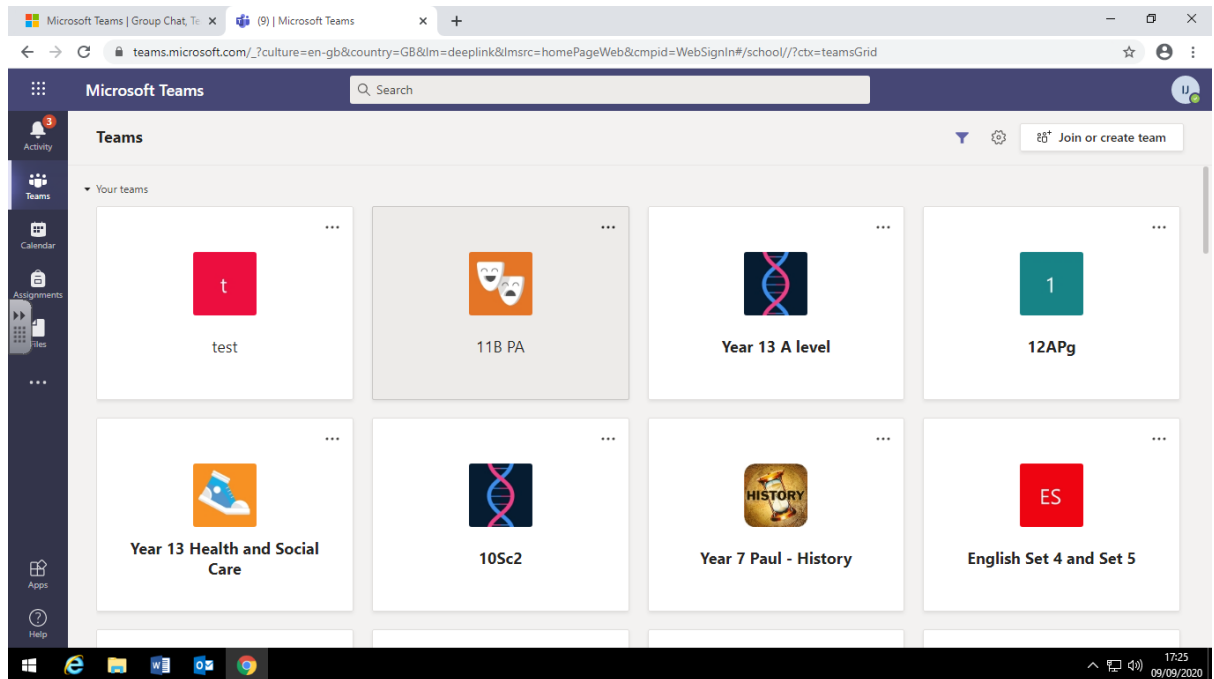 Microsoft Teams | Group Chat, Te
(9) | Microsoft Teams
teams.microsoft.com/_?culture=en-gb&country=GB&lm=deeplink&lmsrc=homePageWeb&cmpid=WebSignIn#/school//?ctx=teamsGrid
Microsoft Teams
Search
IJ
3
Activity
Teams
Calendar
Assignments
Files
Apps
Help
Teams
Join or create team
Your teams
t
test
11B PA
Year 13 A level
1
12APg
Year 13 Health and Social
Care
10Sc2
HISTORY
Year 7 Paul - History
ES
English Set 4 and Set 5
17:25
09/09/2020